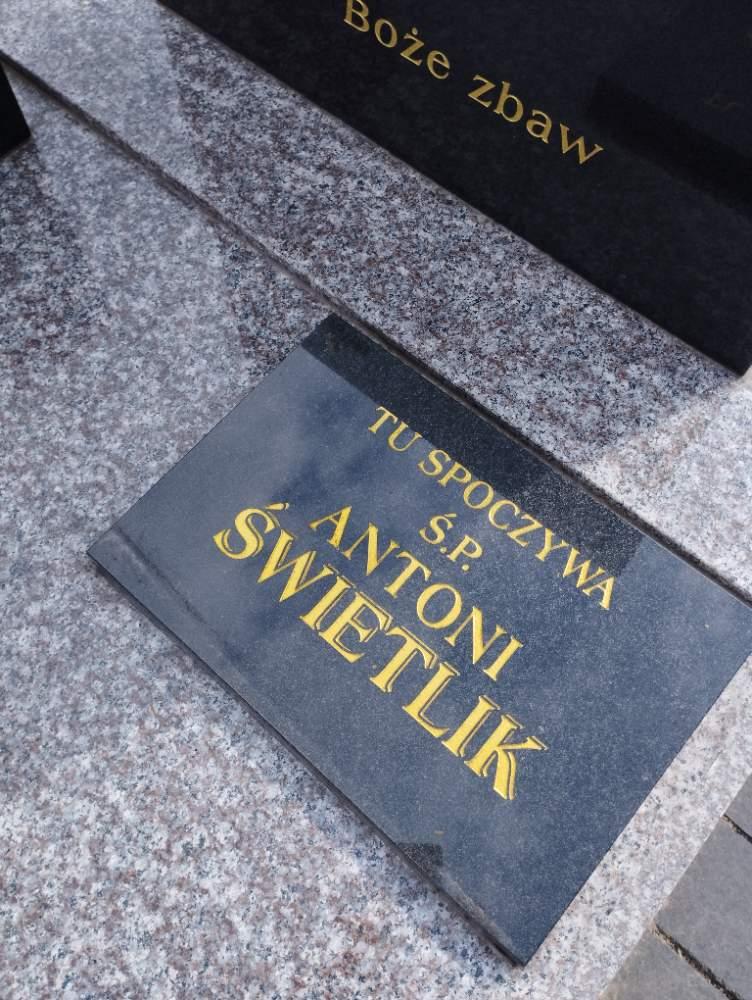 Boże zbaw
TU SPOCZYWA
Ś.P.
ANTONI
ŚWIETLIK